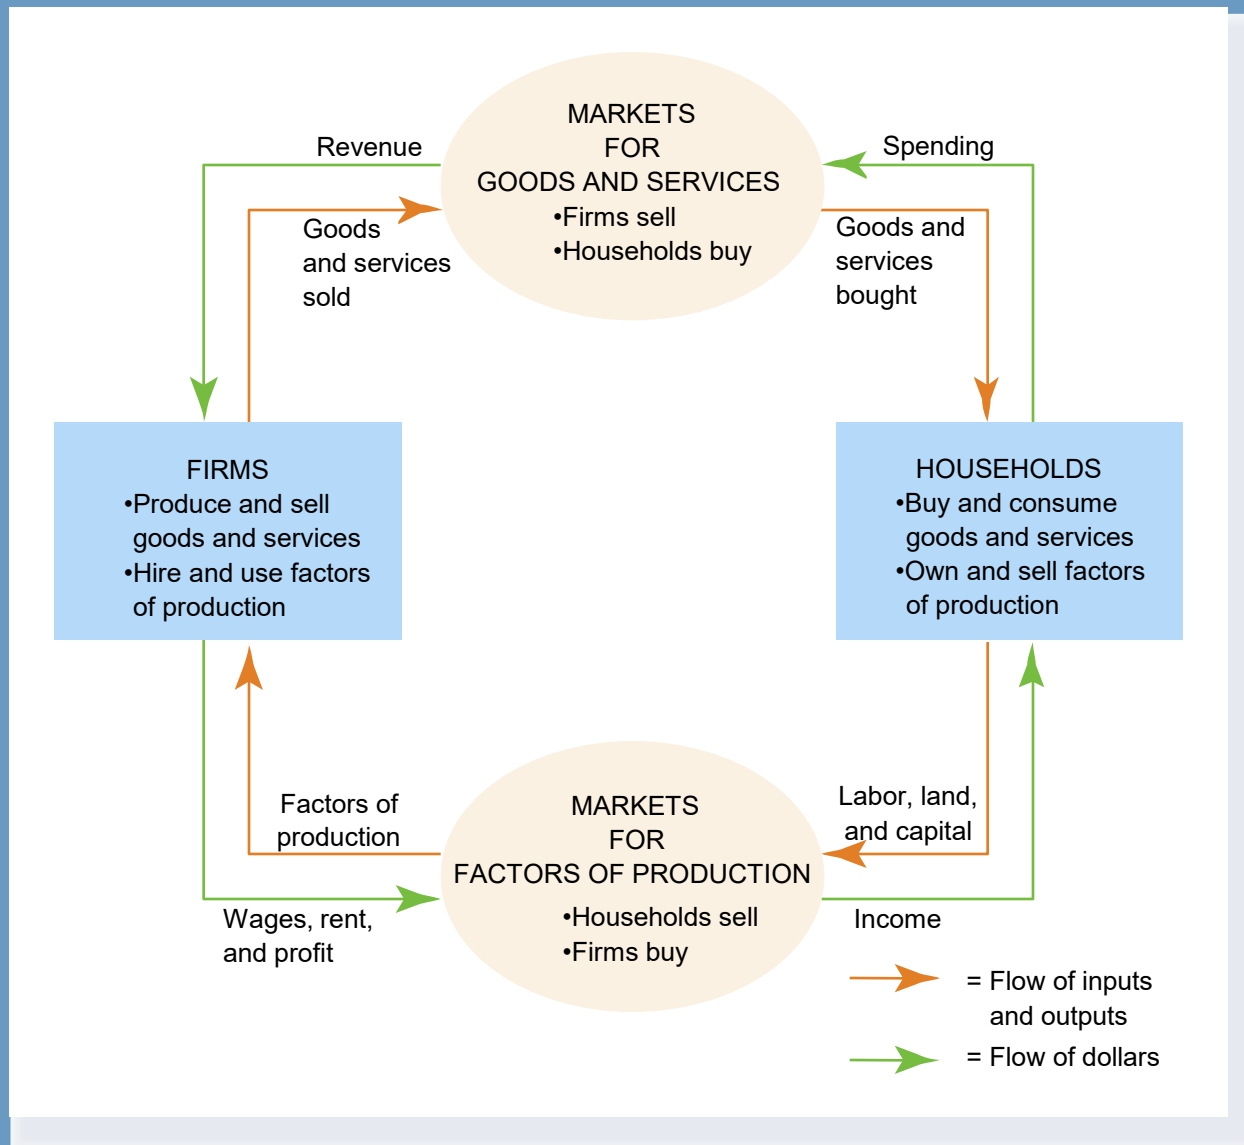 MARKETS
FOR
GOODS AND SERVICES
•Firms sell
•Households buy
Revenue
Goods
and services
sold
Spending
Goods and
services
bought
FIRMS
•Produce and sell
goods and services
•Hire and use factors
of production
HOUSEHOLDS
•Buy and consume
goods and services
•Own and sell factors
of production
Factors of
production
Wages, rent,
and profit
MARKETS
FOR
FACTORS OF PRODUCTION
•Households sell
•Firms buy
Labor, land,
and capital
Income
= Flow of inputs
and outputs
= Flow of dollars